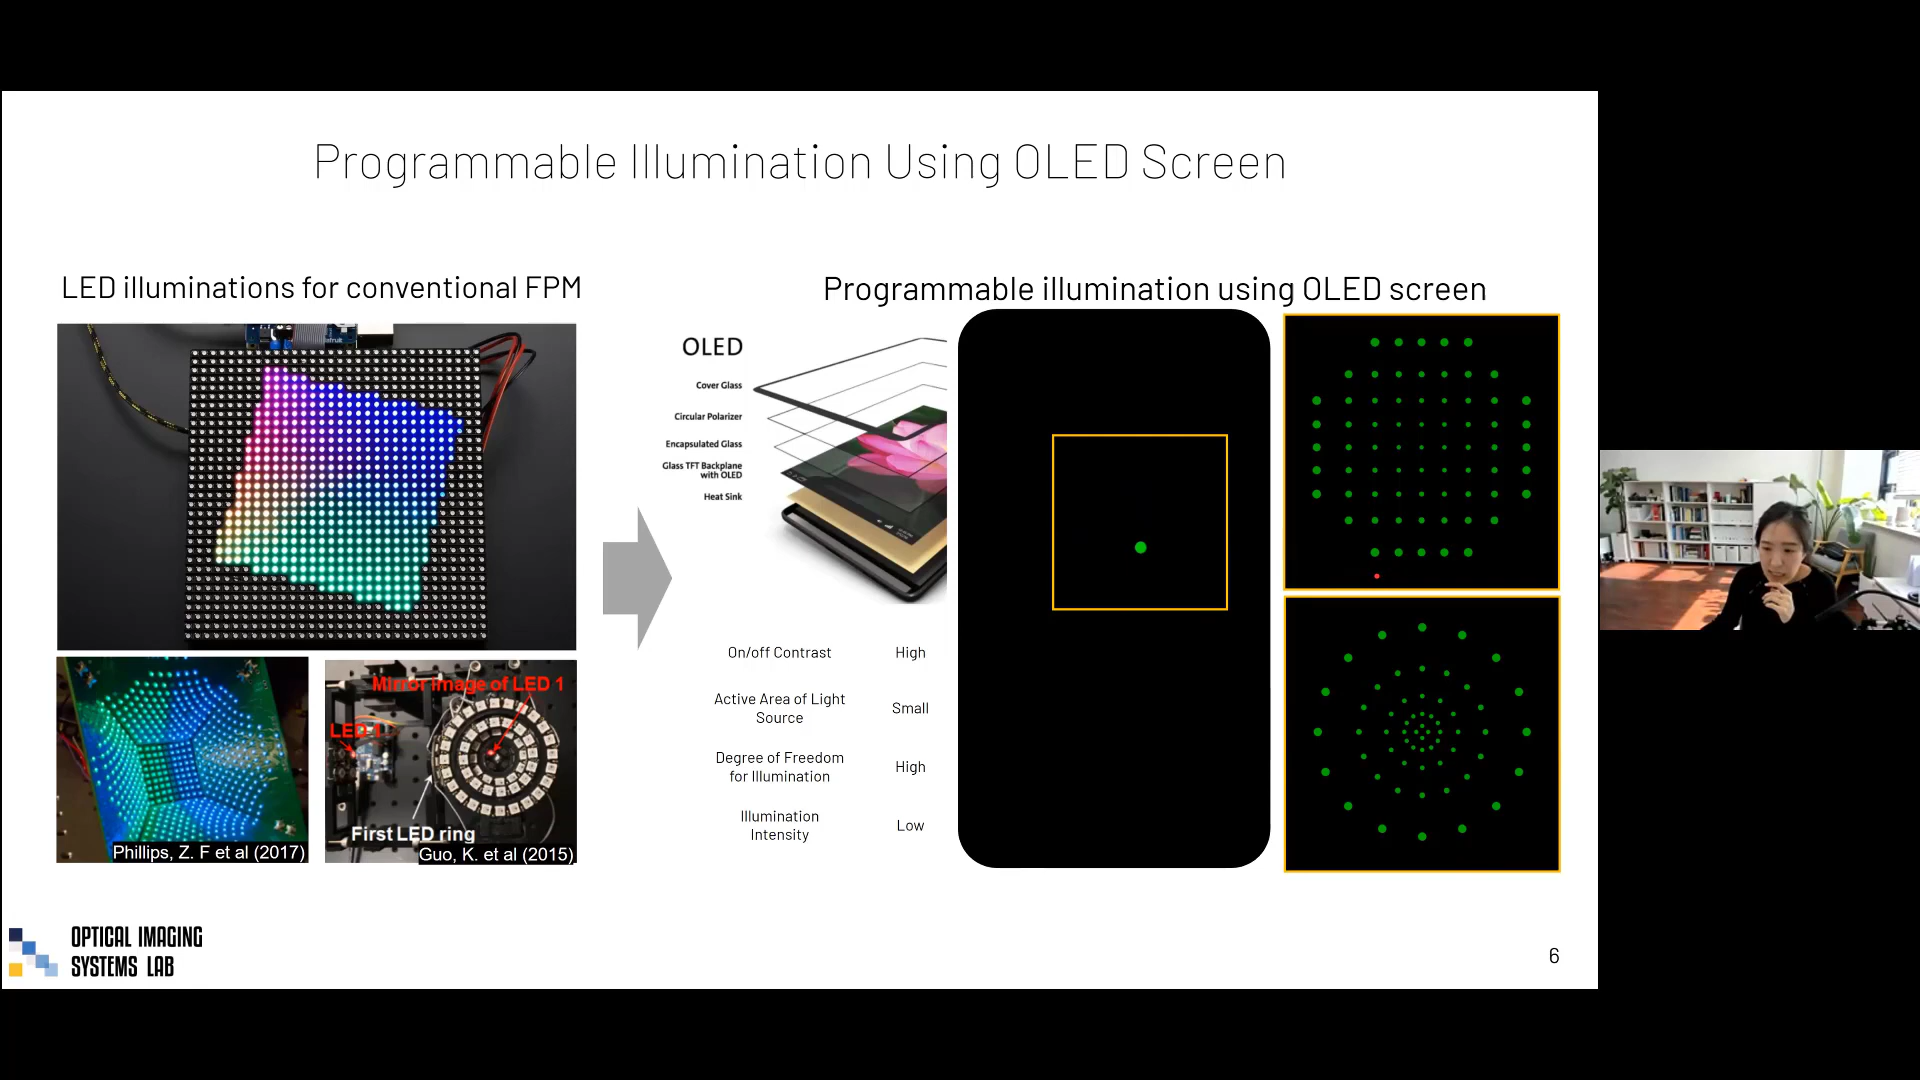 Programmable Illumination Using OLED Screen
LED illuminations for conventional FPM
Mirror image of LED 1
LED 1
First LED ring
Phillips, Z. F et al (2017)
Guo, K. et al (2015)
Programmable illumination using OLED screen
OLED
Cover Glass
Circular Polarizer
Encapsulated Glass
Glass TFT Backplane
with OLED
Heat Sink
On/off Contrast High
Active Area of Light
Source
Small
Degree of Freedom
for Illumination
High
Illumination
Intensity
Low
OPTICAL IMAGING
SYSTEMS LAB
6